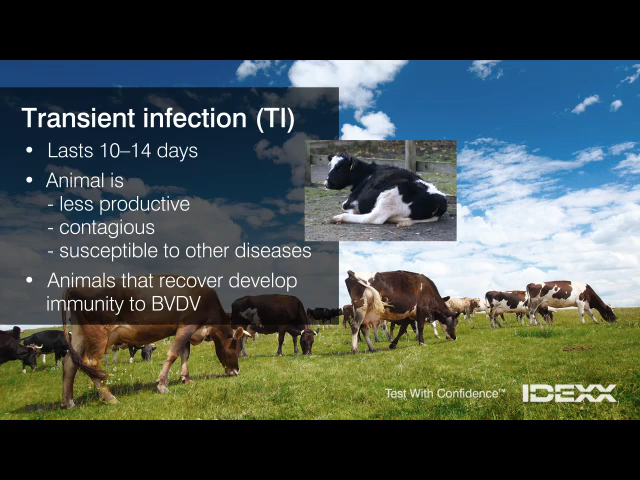 Transient infection (TI)
• Lasts 10–14 days
• Animal is
- less productive
- contagious
- susceptible to other diseases
• Animals that recover develop
immunity to BVDV
Test With Confidence™
IDEXX